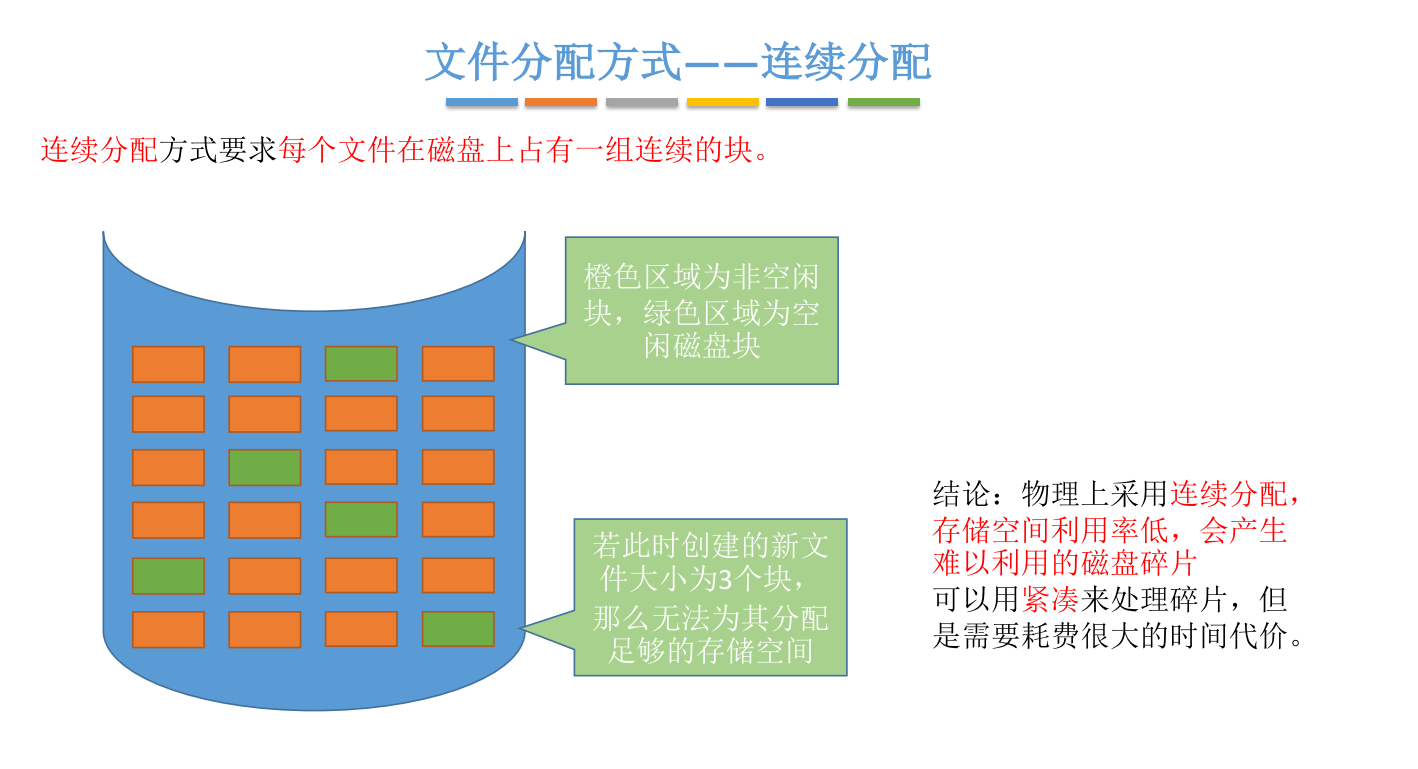 文件分配方式——连续分配
连续分配方式要求每个文件在磁盘上占有一组连续的块。
橙色区域为非空闲
块，绿色区域为空
闲磁盘块
若此时创建的新文
件大小为3个块，
那么无法为其分配
足够的存储空间
结论：物理上采用连续分配，
存储空间利用率低，会产生
难以利用的磁盘碎片
可以用紧凑来处理碎片，但
是需要耗费很大的时间代价。